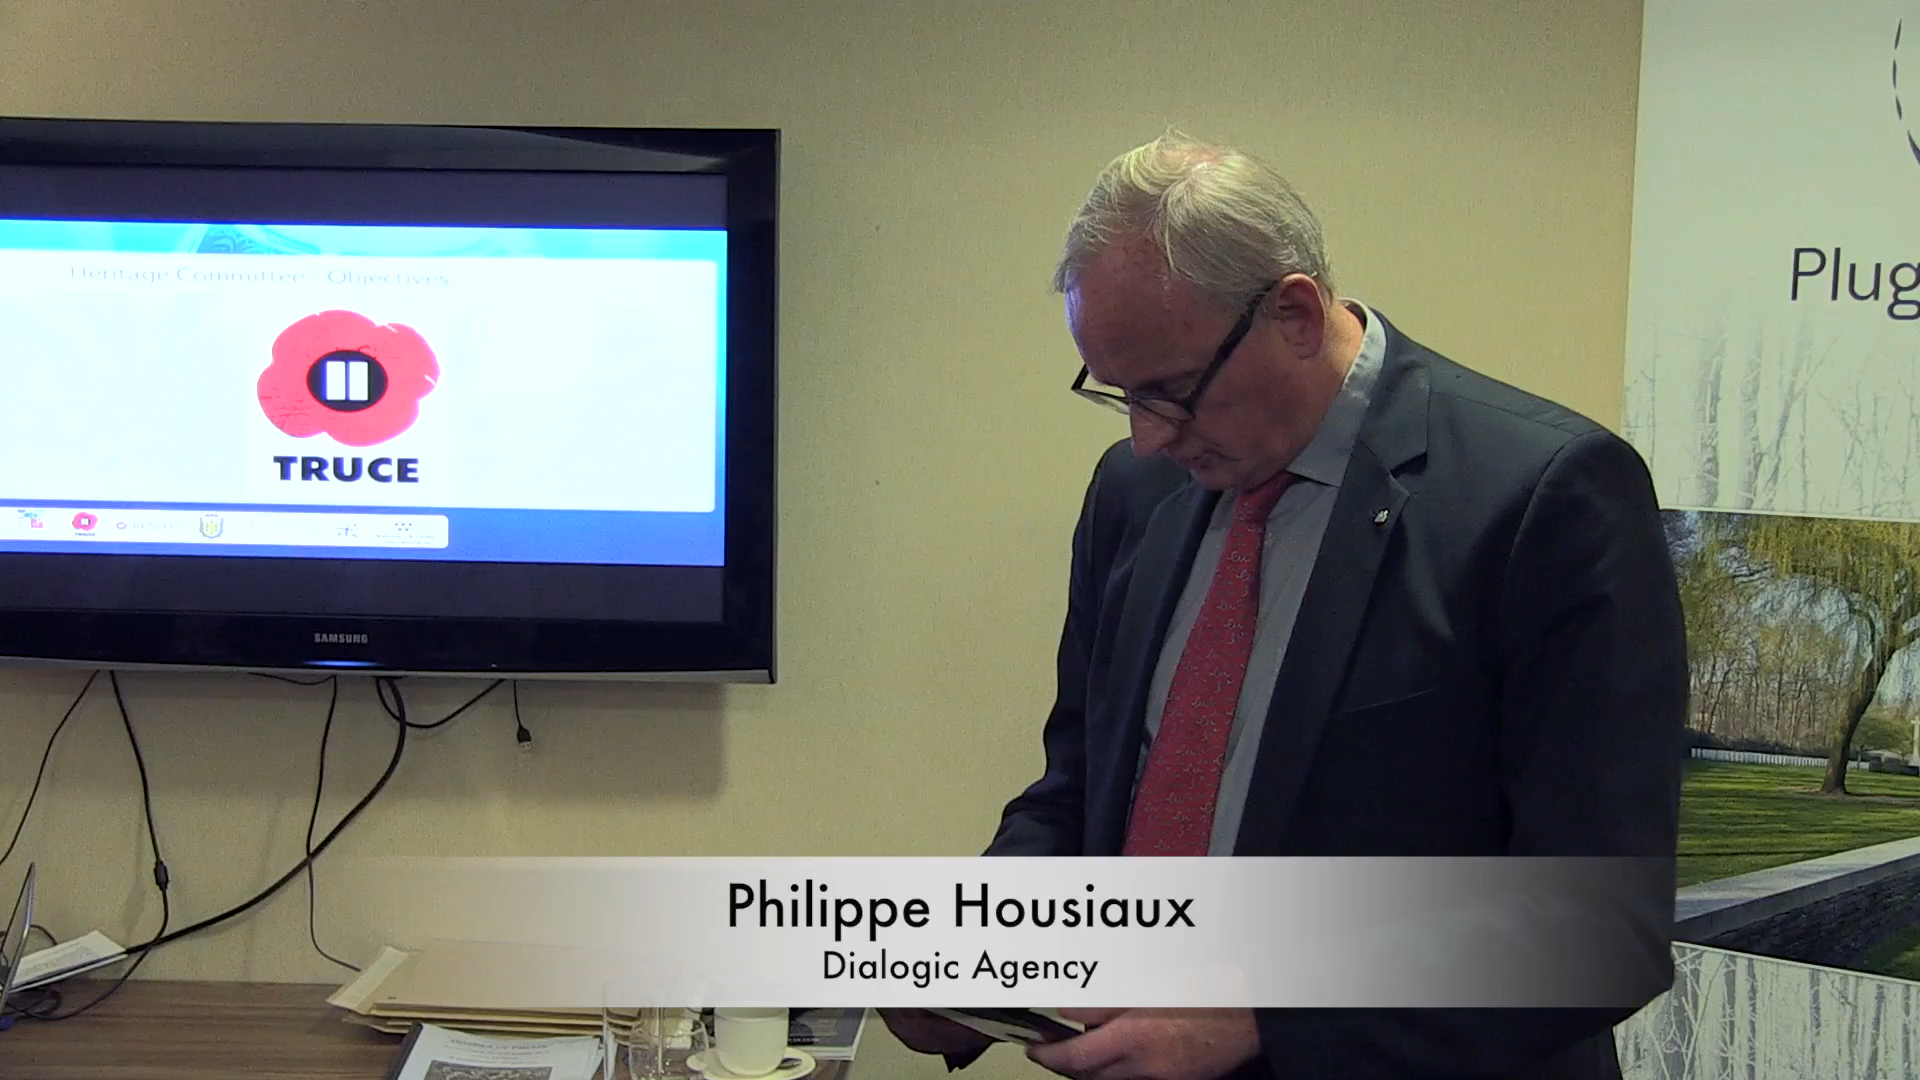 Heritage Committee / Objectives
TRUCE
SAMSUNG
Plug
Philippe Housiaux
Dialogic Agency